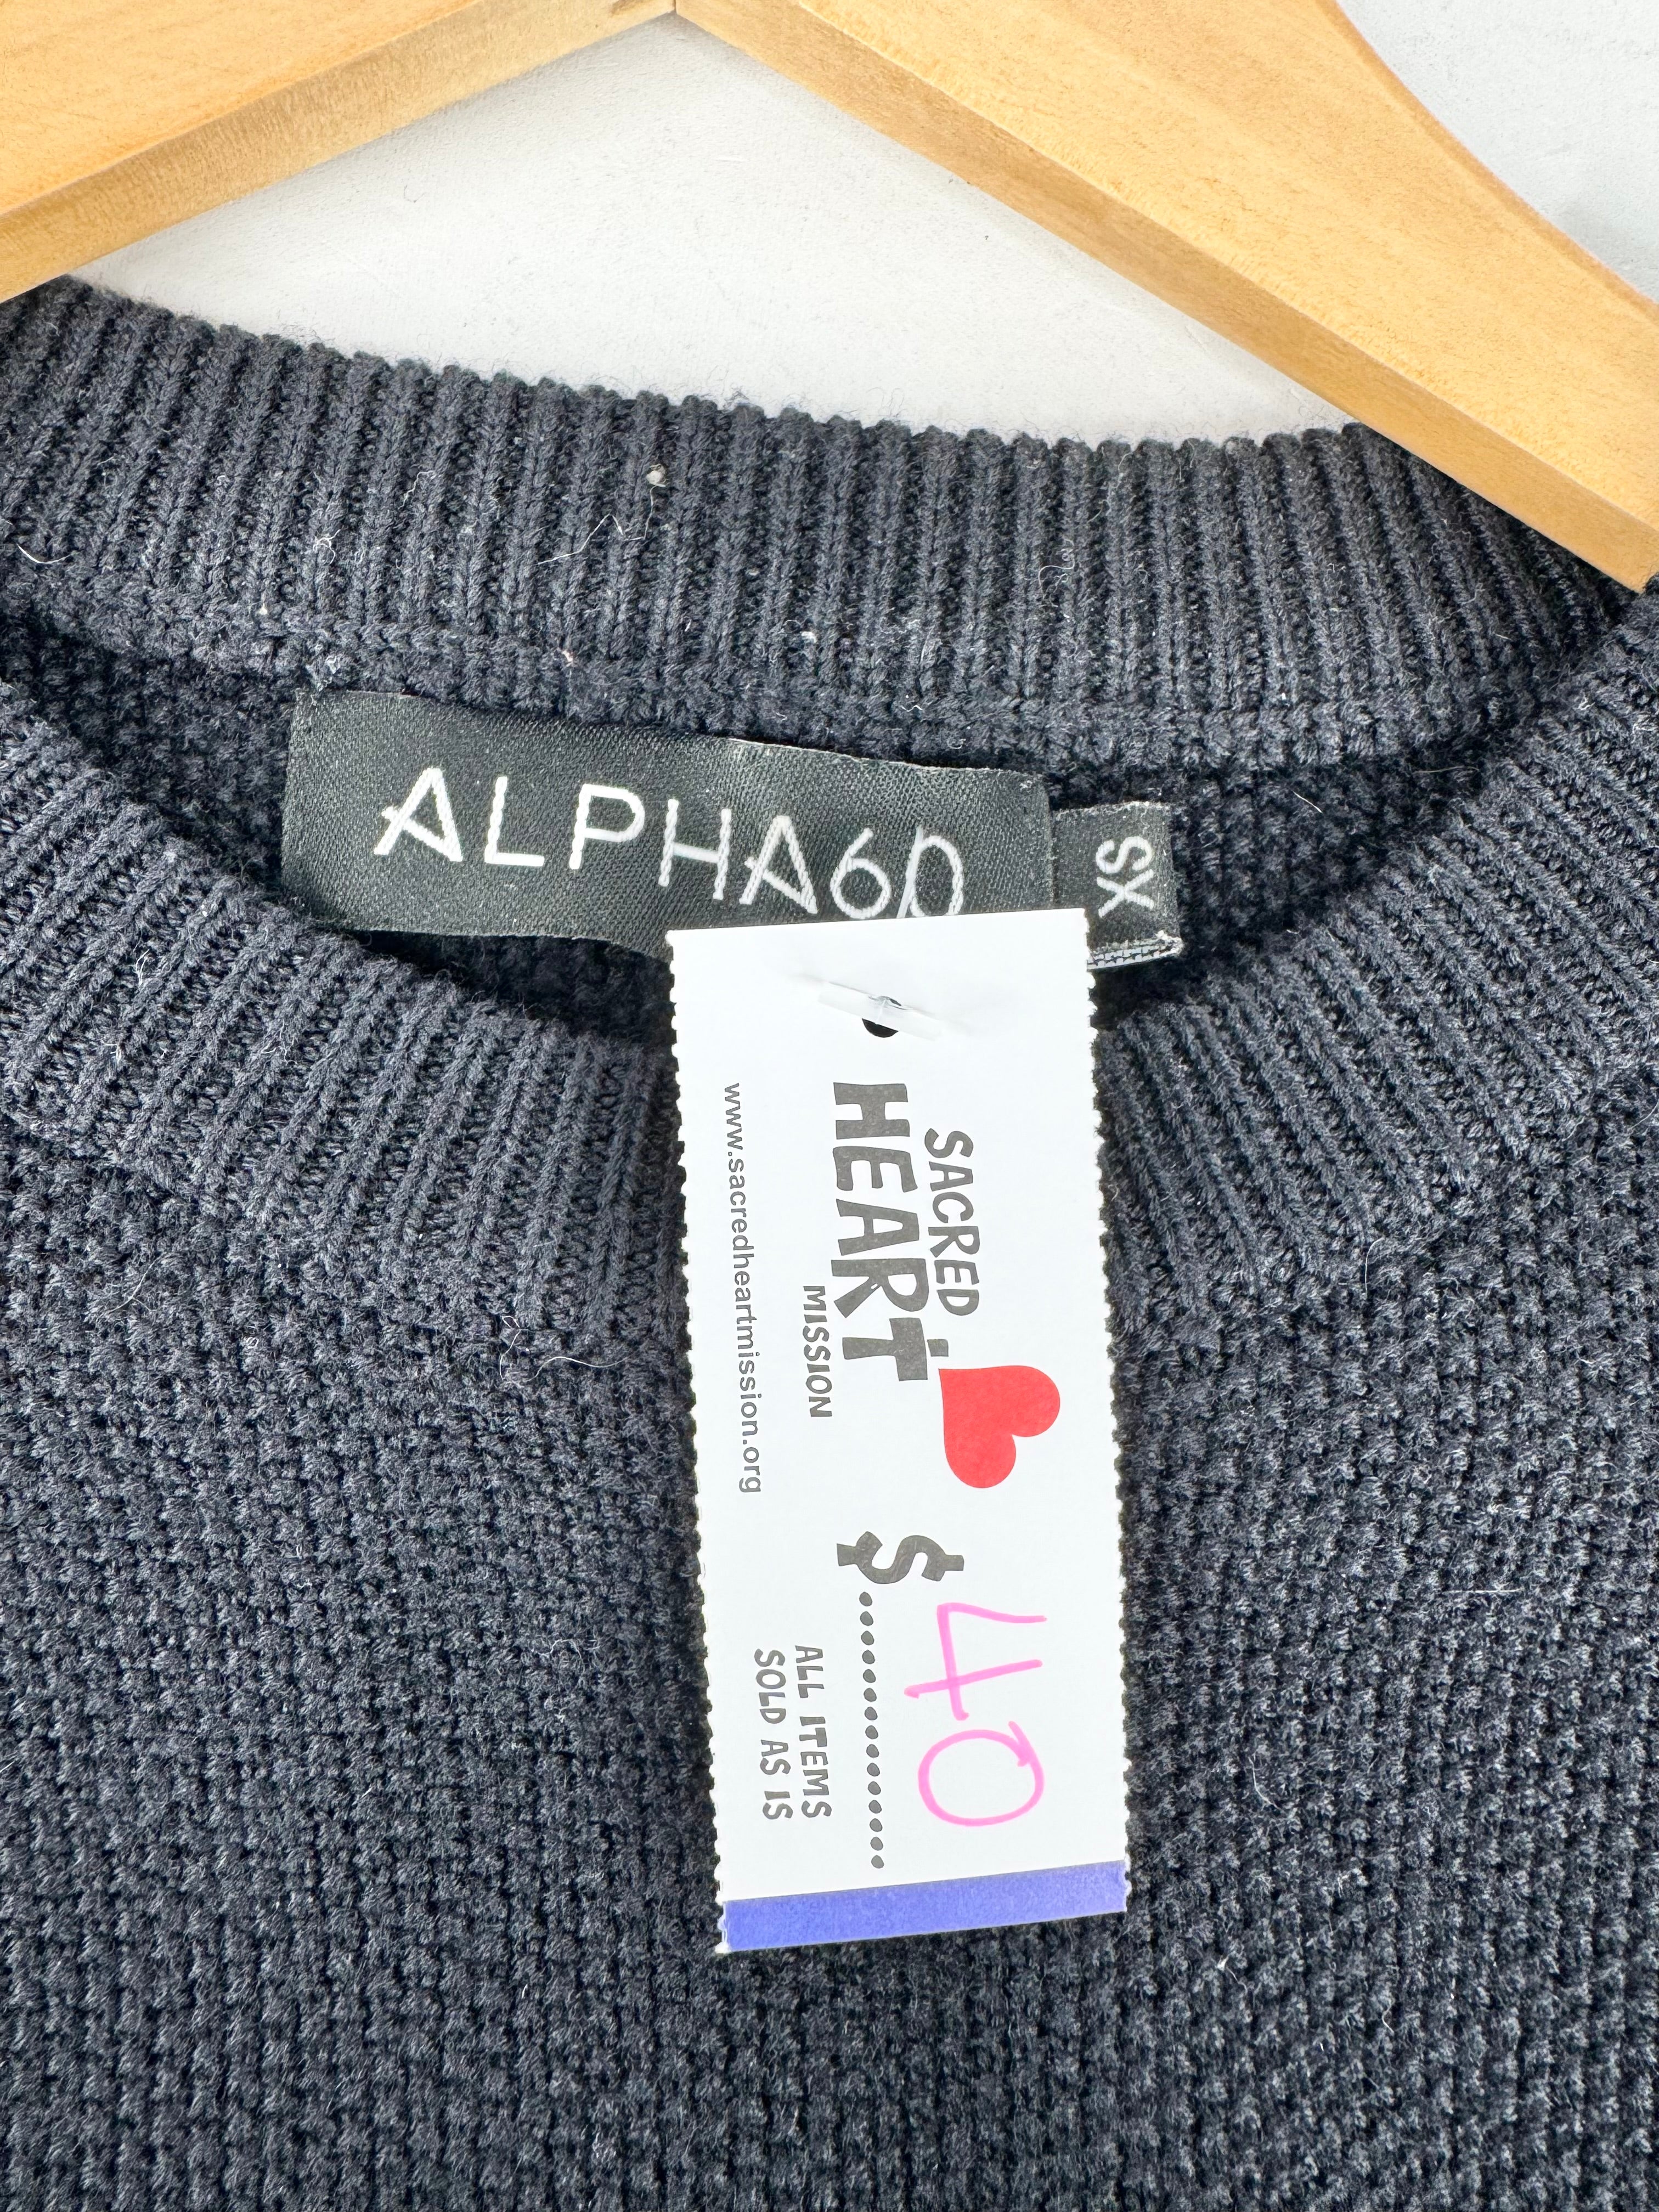 ALPHA60
XS
SACRED
HEART
MISSION
www.sacredheartmission.org
$ 40
ALL ITEMS
SOLD AS IS